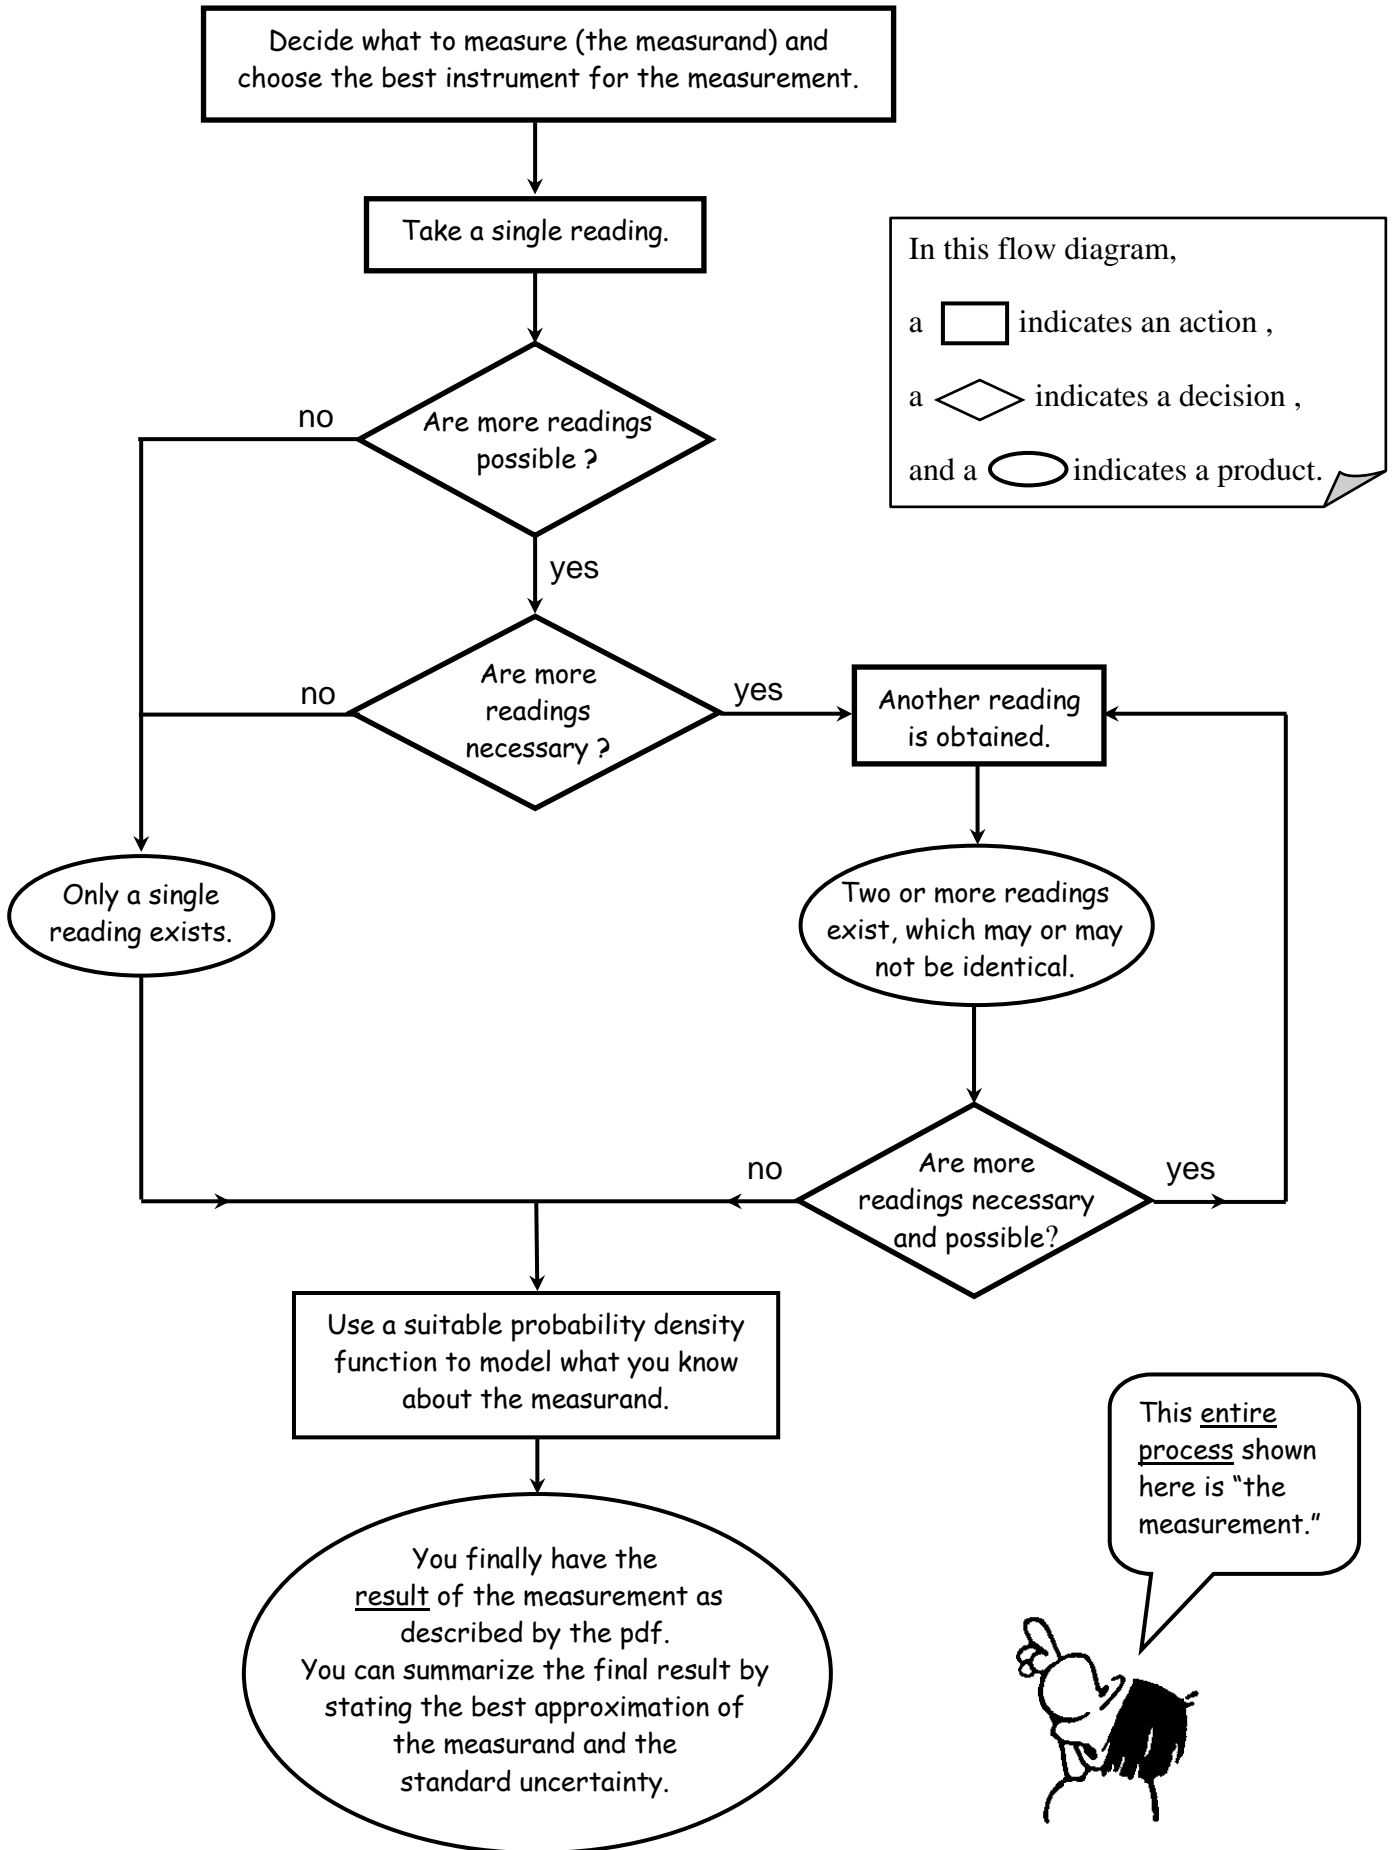 Decide what to measure (the measurand) and
choose the best instrument for the measurement.
Take a single reading.
In this flow diagram,
a indicates an action ,
a indicates a decision ,
and a indicates a product.
no
Are more readings
possible ?
yes
no
Are more
readings
necessary ?
yes
Another reading
is obtained.
Only a single
reading exists.
Two or more readings
exist, which may or may
not be identical.
no
Are more
readings necessary
and possible?
yes
Use a suitable probability density
function to model what you know
about the measurand.
This entire
process shown
here is “the
measurement.”
You finally have the
result of the measurement as
described by the pdf.
You can summarize the final result by
stating the best approximation of
the measurand and the
standard uncertainty.